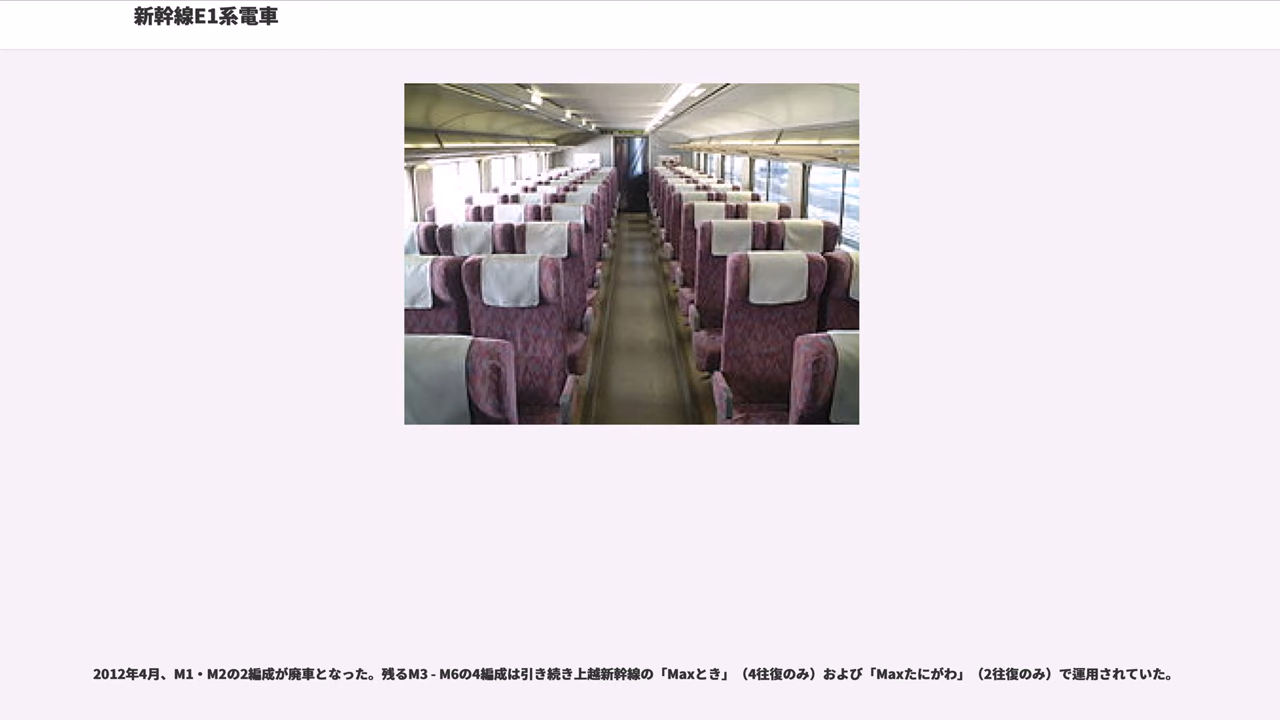 新幹線E1系電車
2012年4月、M1・M2の2編成が廃車となった。残るM3 - M6の4編成は引き続き上越新幹線の「Maxとき」（4往復のみ）および「Maxたにがわ」（2往復のみ）で運用されていた。